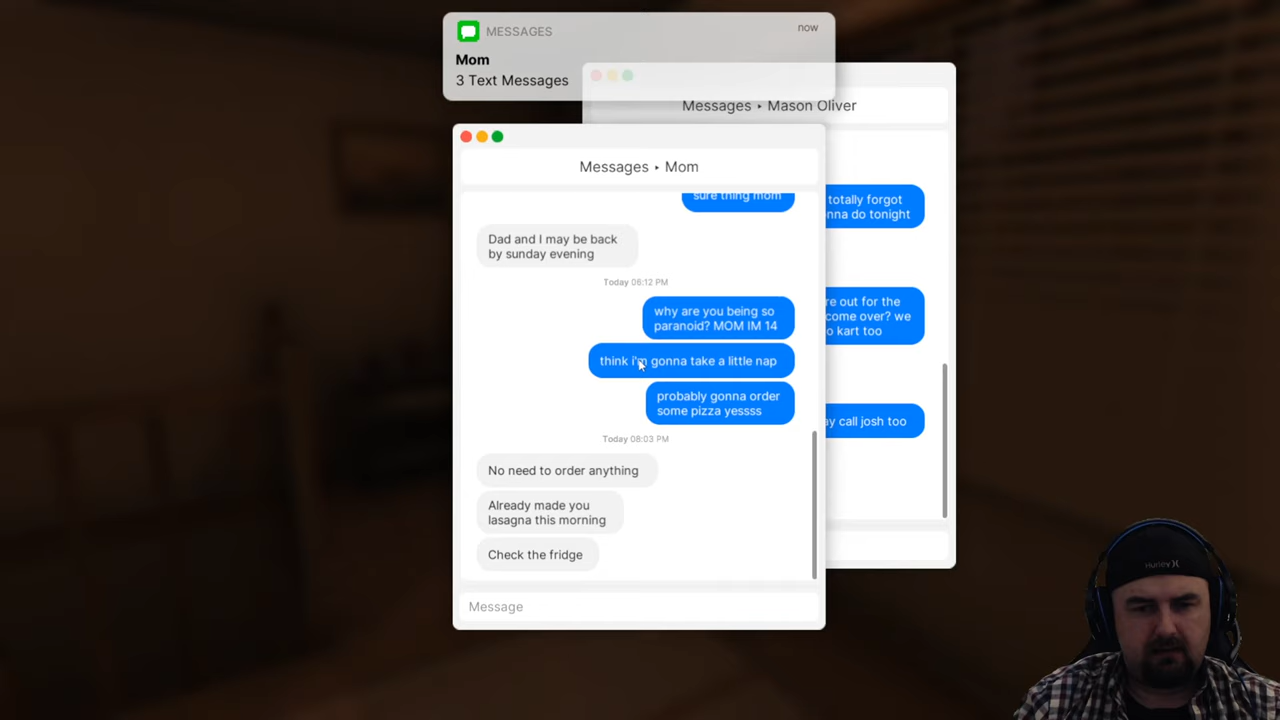 MESSAGES
now
Mom
3 Text Messages
Messages ‣ Mason Oliver
totally forgot
nna do tonight
re out for the
come over? we
o kart too
ay call josh too
Messages ‣ Mom
sure thing mom
Dad and I may be back
by sunday evening
Today 06:12 PM
why are you being so
paranoid? MOM IM 14
think i'm gonna take a little nap
probably gonna order
some pizza yessss
Today 08:03 PM
No need to order anything
Already made you
lasagna this morning
Check the fridge
Message
Hurley